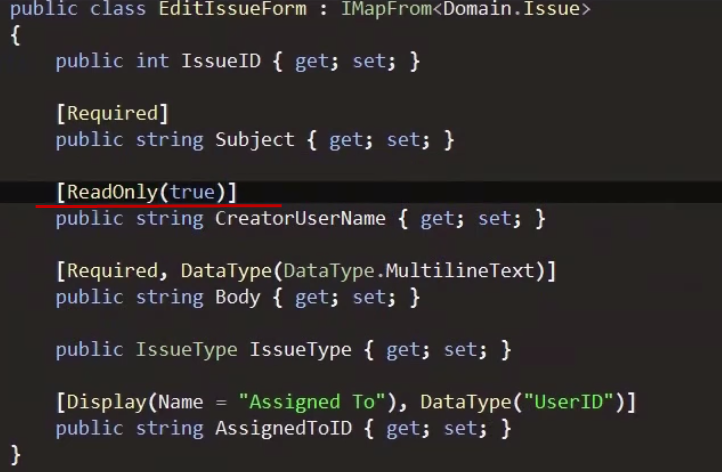 public class EditIssueForm : IMapFrom<Domain.Issue>
{
    public int IssueID { get; set; }
    [Required]
    public string Subject { get; set; }
    [ReadOnly(true)]
    public string CreatorUserName { get; set; }
    [Required, DataType(DataType.MultilineText)]
    public string Body { get; set; }
    public IssueType IssueType { get; set; }
    [Display(Name = "Assigned To"), DataType("UserID")]
    public string AssignedToID { get; set; }
}